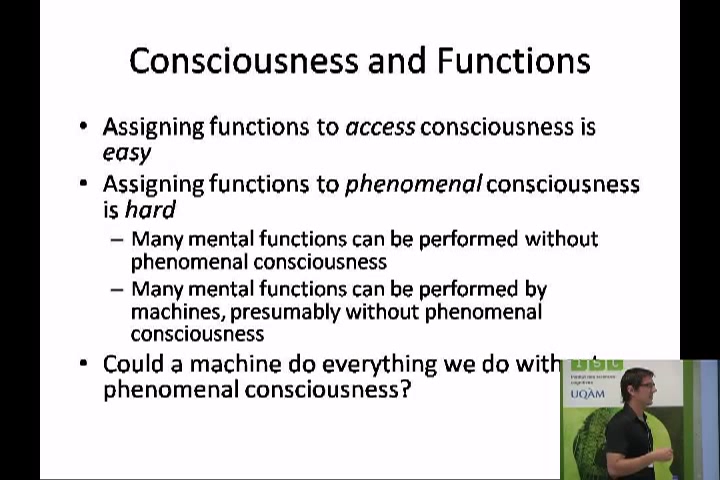 Consciousness and Functions
• Assigning functions to access consciousness is
easy
• Assigning functions to phenomenal consciousness
is hard
– Many mental functions can be performed without
phenomenal consciousness
– Many mental functions can be performed by
machines, presumably without phenomenal
consciousness
• Could a machine do everything we do without
phenomenal consciousness?
UQÀM